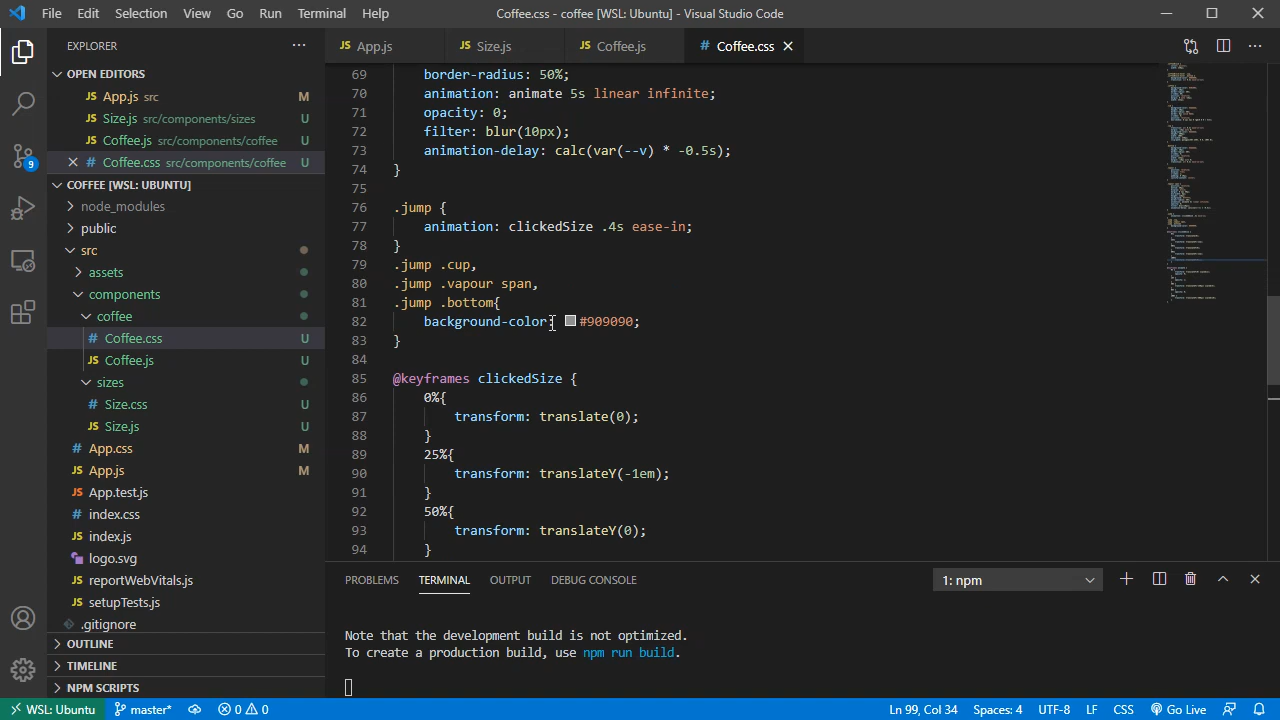 File Edit Selection View Go Run Terminal Help
Coffee.css - coffee [WSL: Ubuntu] - Visual Studio Code
EXPLORER
OPEN EDITORS
JS App.js src M
JS Size.js src/components/sizes U
JS Coffee.js src/components/coffee U
# Coffee.css src/components/coffee U
COFFEE [WSL: UBUNTU]
node_modules
public
src
assets
components
coffee
# Coffee.css U
JS Coffee.js U
sizes
# Size.css U
JS Size.js U
# App.css M
JS App.js M
JS App.test.js
# index.css
JS index.js
logo.svg
JS reportWebVitals.js
JS setupTests.js
.gitignore
OUTLINE
TIMELINE
NPM SCRIPTS
9
JS App.js JS Size.js JS Coffee.js # Coffee.css
69 border-radius: 50%;
70 animation: animate 5s linear infinite;
71 opacity: 0;
72 filter: blur(10px);
73 animation-delay: calc(var(--v) * -0.5s);
74 }
75
76 .jump {
77 animation: clickedSize .4s ease-in;
78 }
79 .jump .cup,
80 .jump .vapour span,
81 .jump .bottom{
82 background-color: #909090;
83 }
84
85 @keyframes clickedSize {
86 0%{
87 transform: translate(0);
88 }
89 25%{
90 transform: translateY(-1em);
91 }
92 50%{
93 transform: translateY(0);
94 }
PROBLEMS TERMINAL OUTPUT DEBUG CONSOLE
1: npm
Note that the development build is not optimized.
To create a production build, use npm run build.
WSL: Ubuntu master* 0 0 Ln 99, Col 34 Spaces: 4 UTF-8 LF CSS Go Live